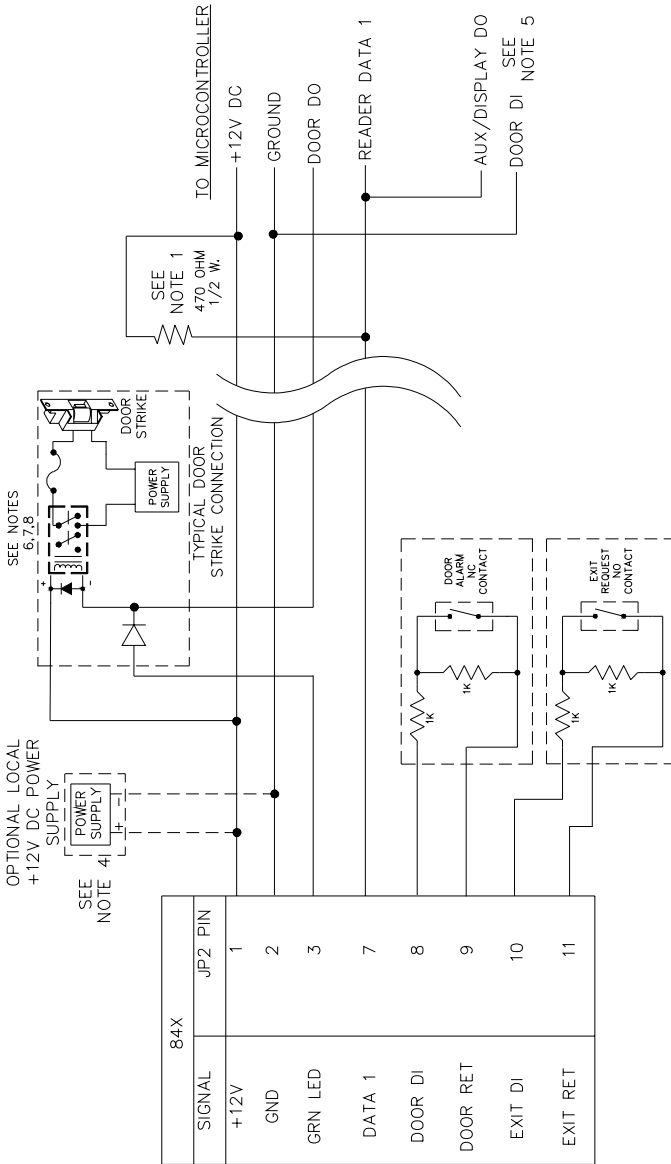 OPTIONAL LOCAL
+12V DC POWER
SUPPLY
POWER
SUPPLY
+ -
SEE
NOTE 4
SEE NOTES
6,7,8
+
-
DOOR
STRIKE
POWER
SUPPLY
TYPICAL DOOR
STRIKE CONNECTION
SEE
NOTE 1
470 OHM
1/2 W.
TO MICROCONTROLLER
+12V DC
GROUND
DOOR DO
READER DATA 1
AUX/DISPLAY DO
DOOR DI SEE
NOTE 5
84X
SIGNAL JP2 PIN
+12V 1
GND 2
GRN LED 3
DATA 1 7
DOOR DI 8
DOOR RET 9
EXIT DI 10
EXIT RET 11
1K
1K
DOOR
ALARM
NC
CONTACT
1K
1K
EXIT
REQUEST
NO
CONTACT